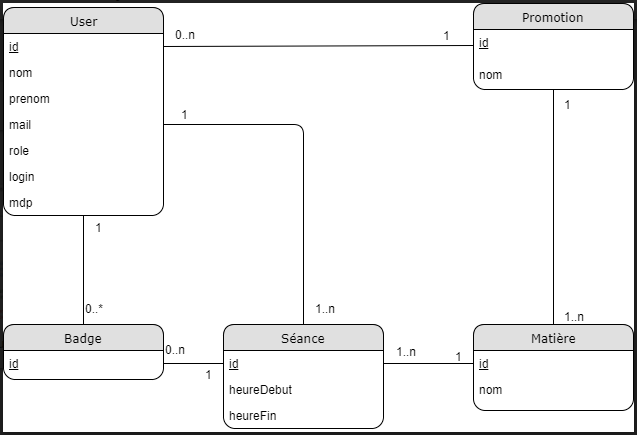 User
id
nom
prenom
mail
role
login
mdp
0..n
1
Promotion
id
nom
1
1
1
0..*
1..n
1..n
Badge
id
0..n
1
Séance
id
heureDebut
heureFin
1..n
1
Matière
id
nom